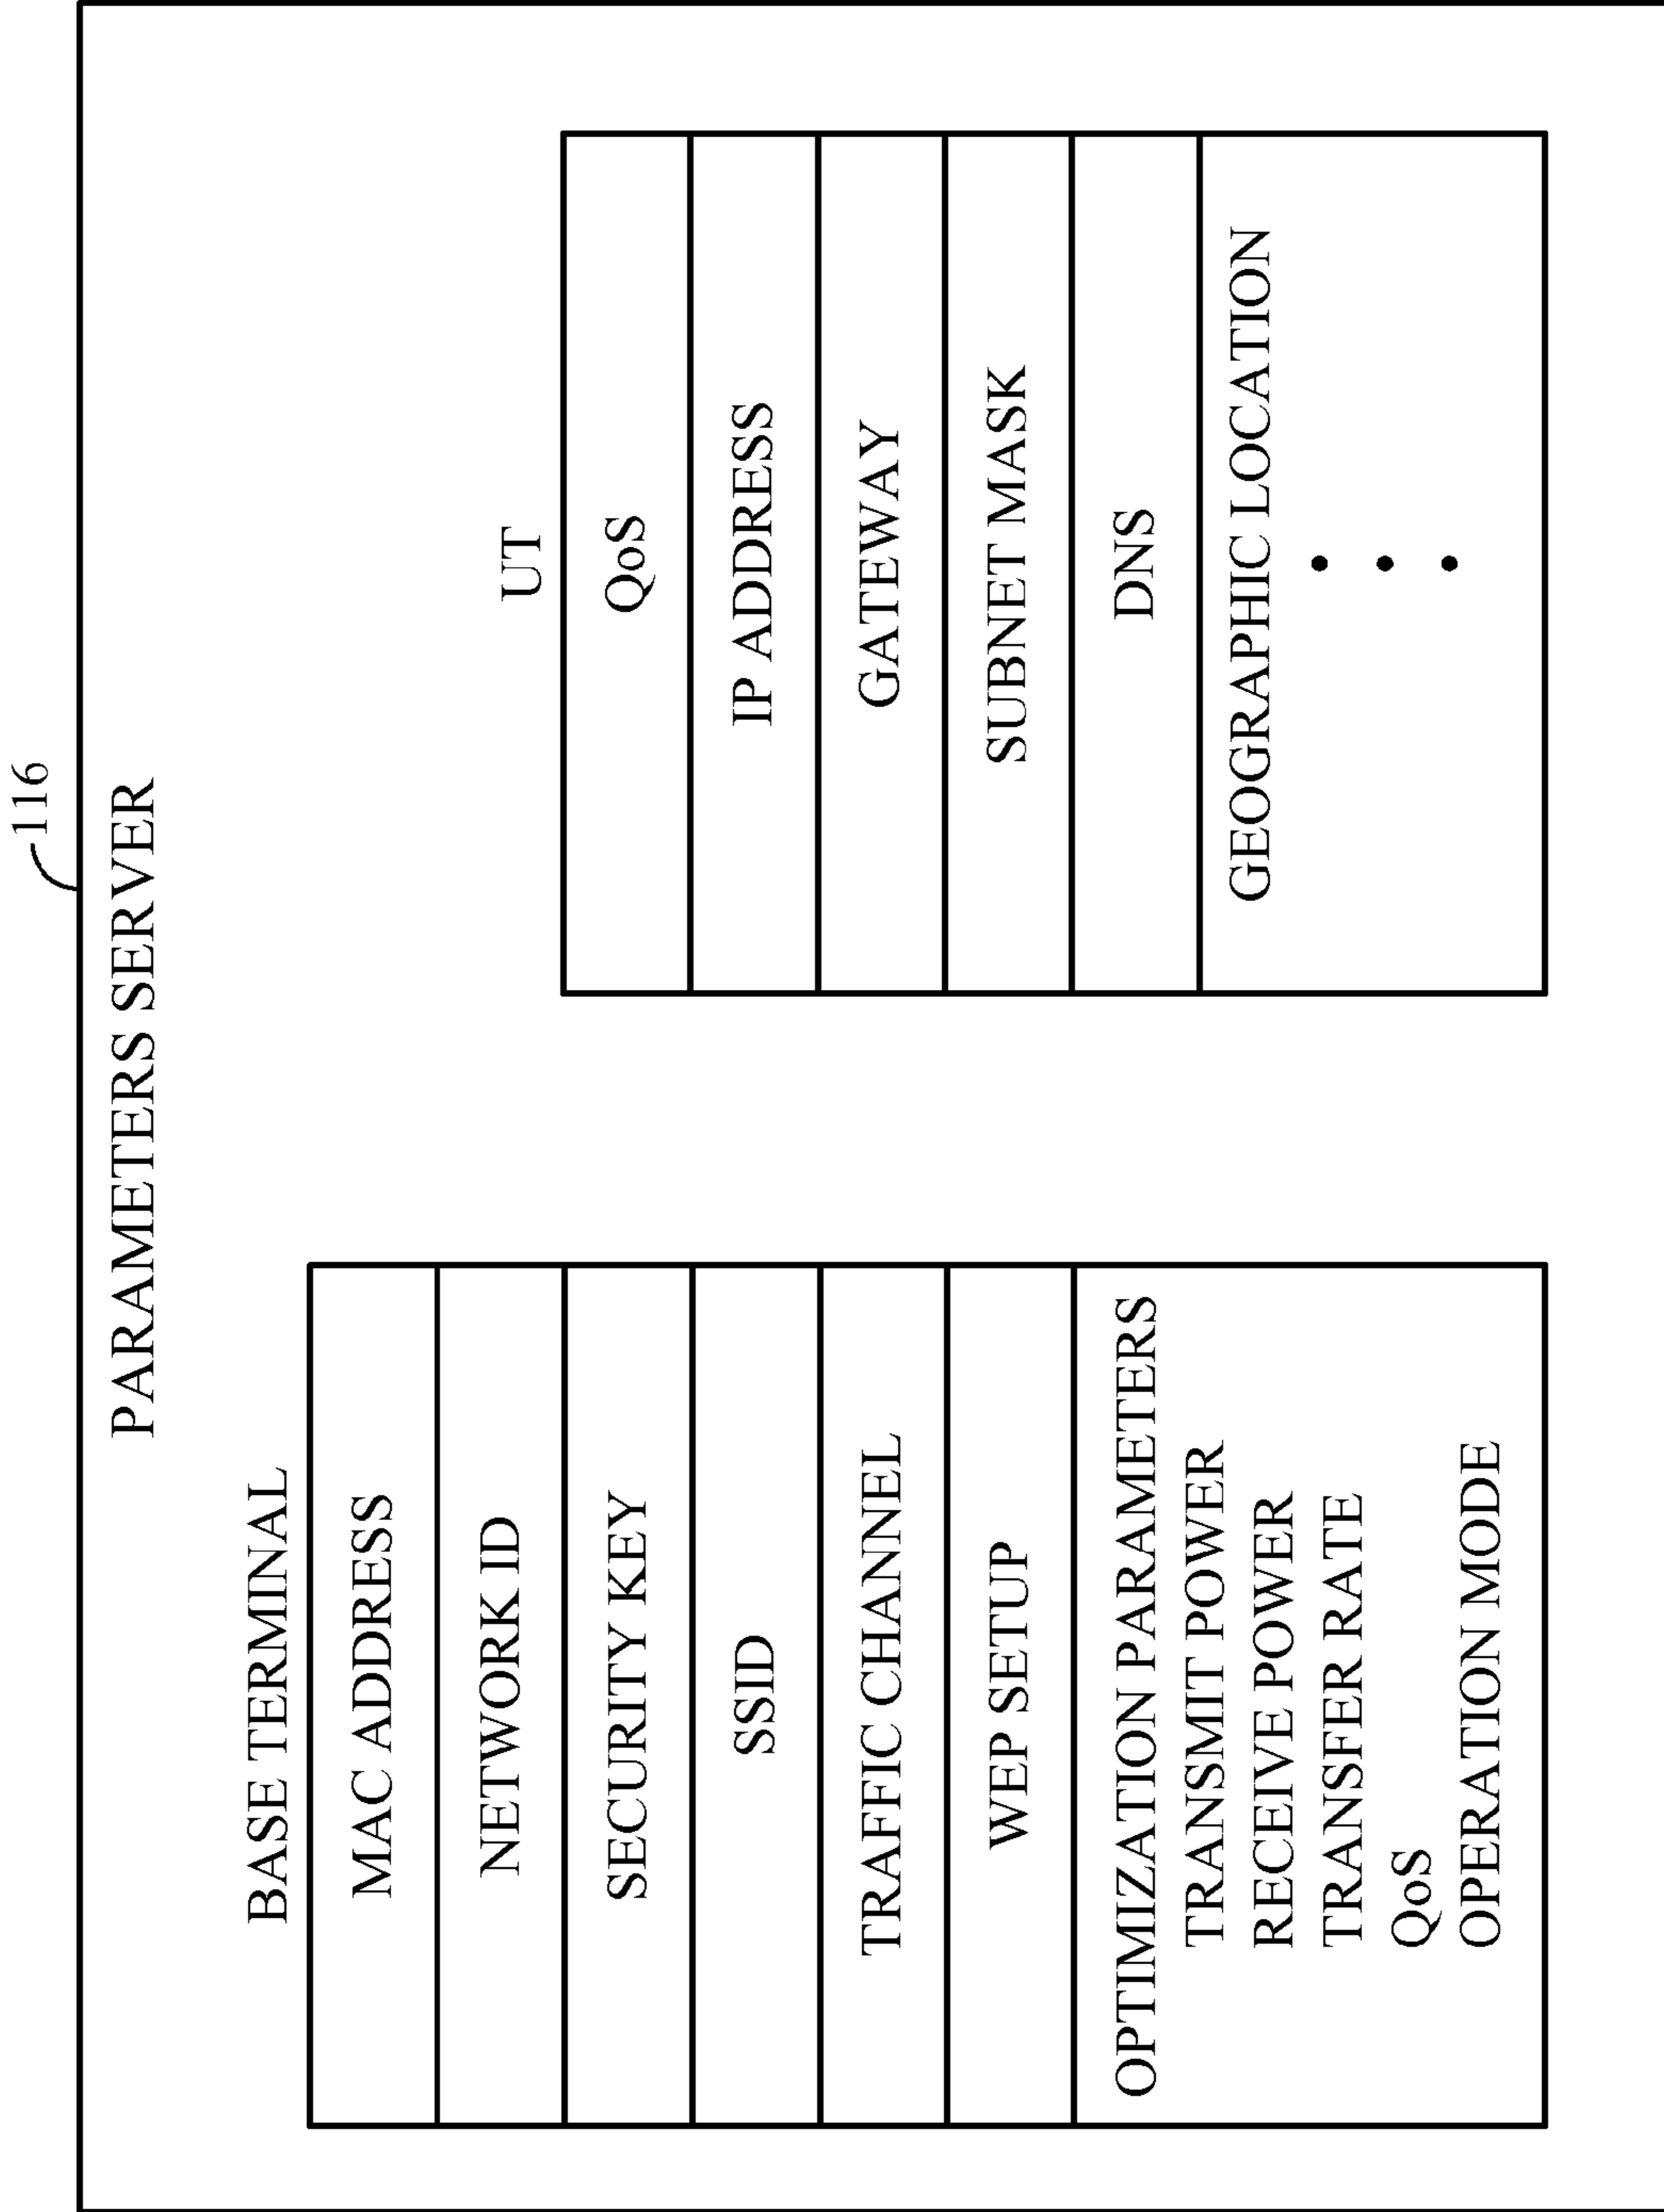 116
PARAMETERS SERVER
BASE TERMINAL
MAC ADDRESS
NETWORK ID
SECURITY KEY
SSID
TRAFFIC CHANNEL
WEP SETUP
OPTIMIZATION PARAMETERS
TRANSMIT POWER
RECEIVE POWER
TRANSFER RATE
QoS
OPERATION MODE
UT
QoS
IP ADDRESS
GATEWAY
SUBNET MASK
DNS
GEOGRAPHIC LOCATION